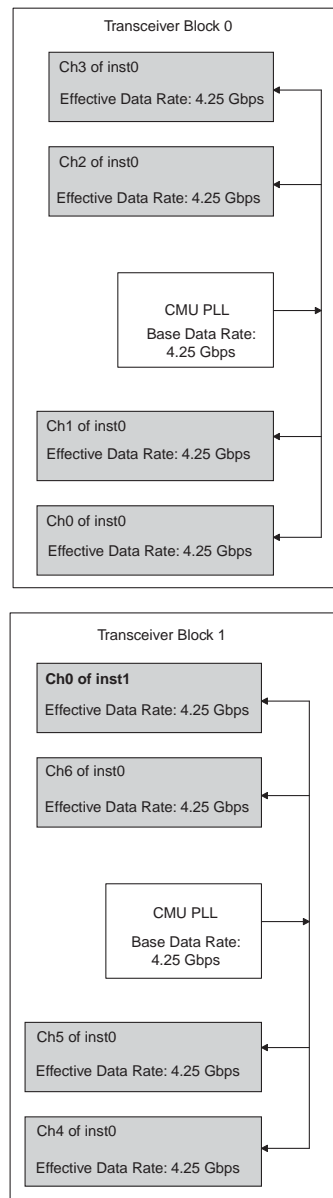 Transceiver Block 0
Ch3 of inst0
Effective Data Rate: 4.25 Gbps
Ch2 of inst0
Effective Data Rate: 4.25 Gbps
CMU PLL
Base Data Rate:
4.25 Gbps
Ch1 of inst0
Effective Data Rate: 4.25 Gbps
Ch0 of inst0
Effective Data Rate: 4.25 Gbps
Transceiver Block 1
Ch0 of inst1
Effective Data Rate: 4.25 Gbps
Ch6 of inst0
Effective Data Rate: 4.25 Gbps
CMU PLL
Base Data Rate:
4.25 Gbps
Ch5 of inst0
Effective Data Rate: 4.25 Gbps
Ch4 of inst0
Effective Data Rate: 4.25 Gbps